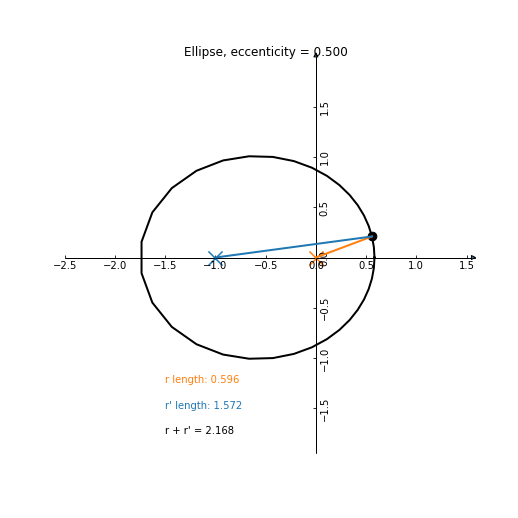 Ellipse, eccentricity = 0.500
1.5
1.0
0.5
0.0
-2.5 -2.0 -1.5 -1.0 -0.5 0.0 0.5 1.0 1.5
−0.5
−1.0
−1.5
r length: 0.596
r' length: 1.572
r + r' = 2.168